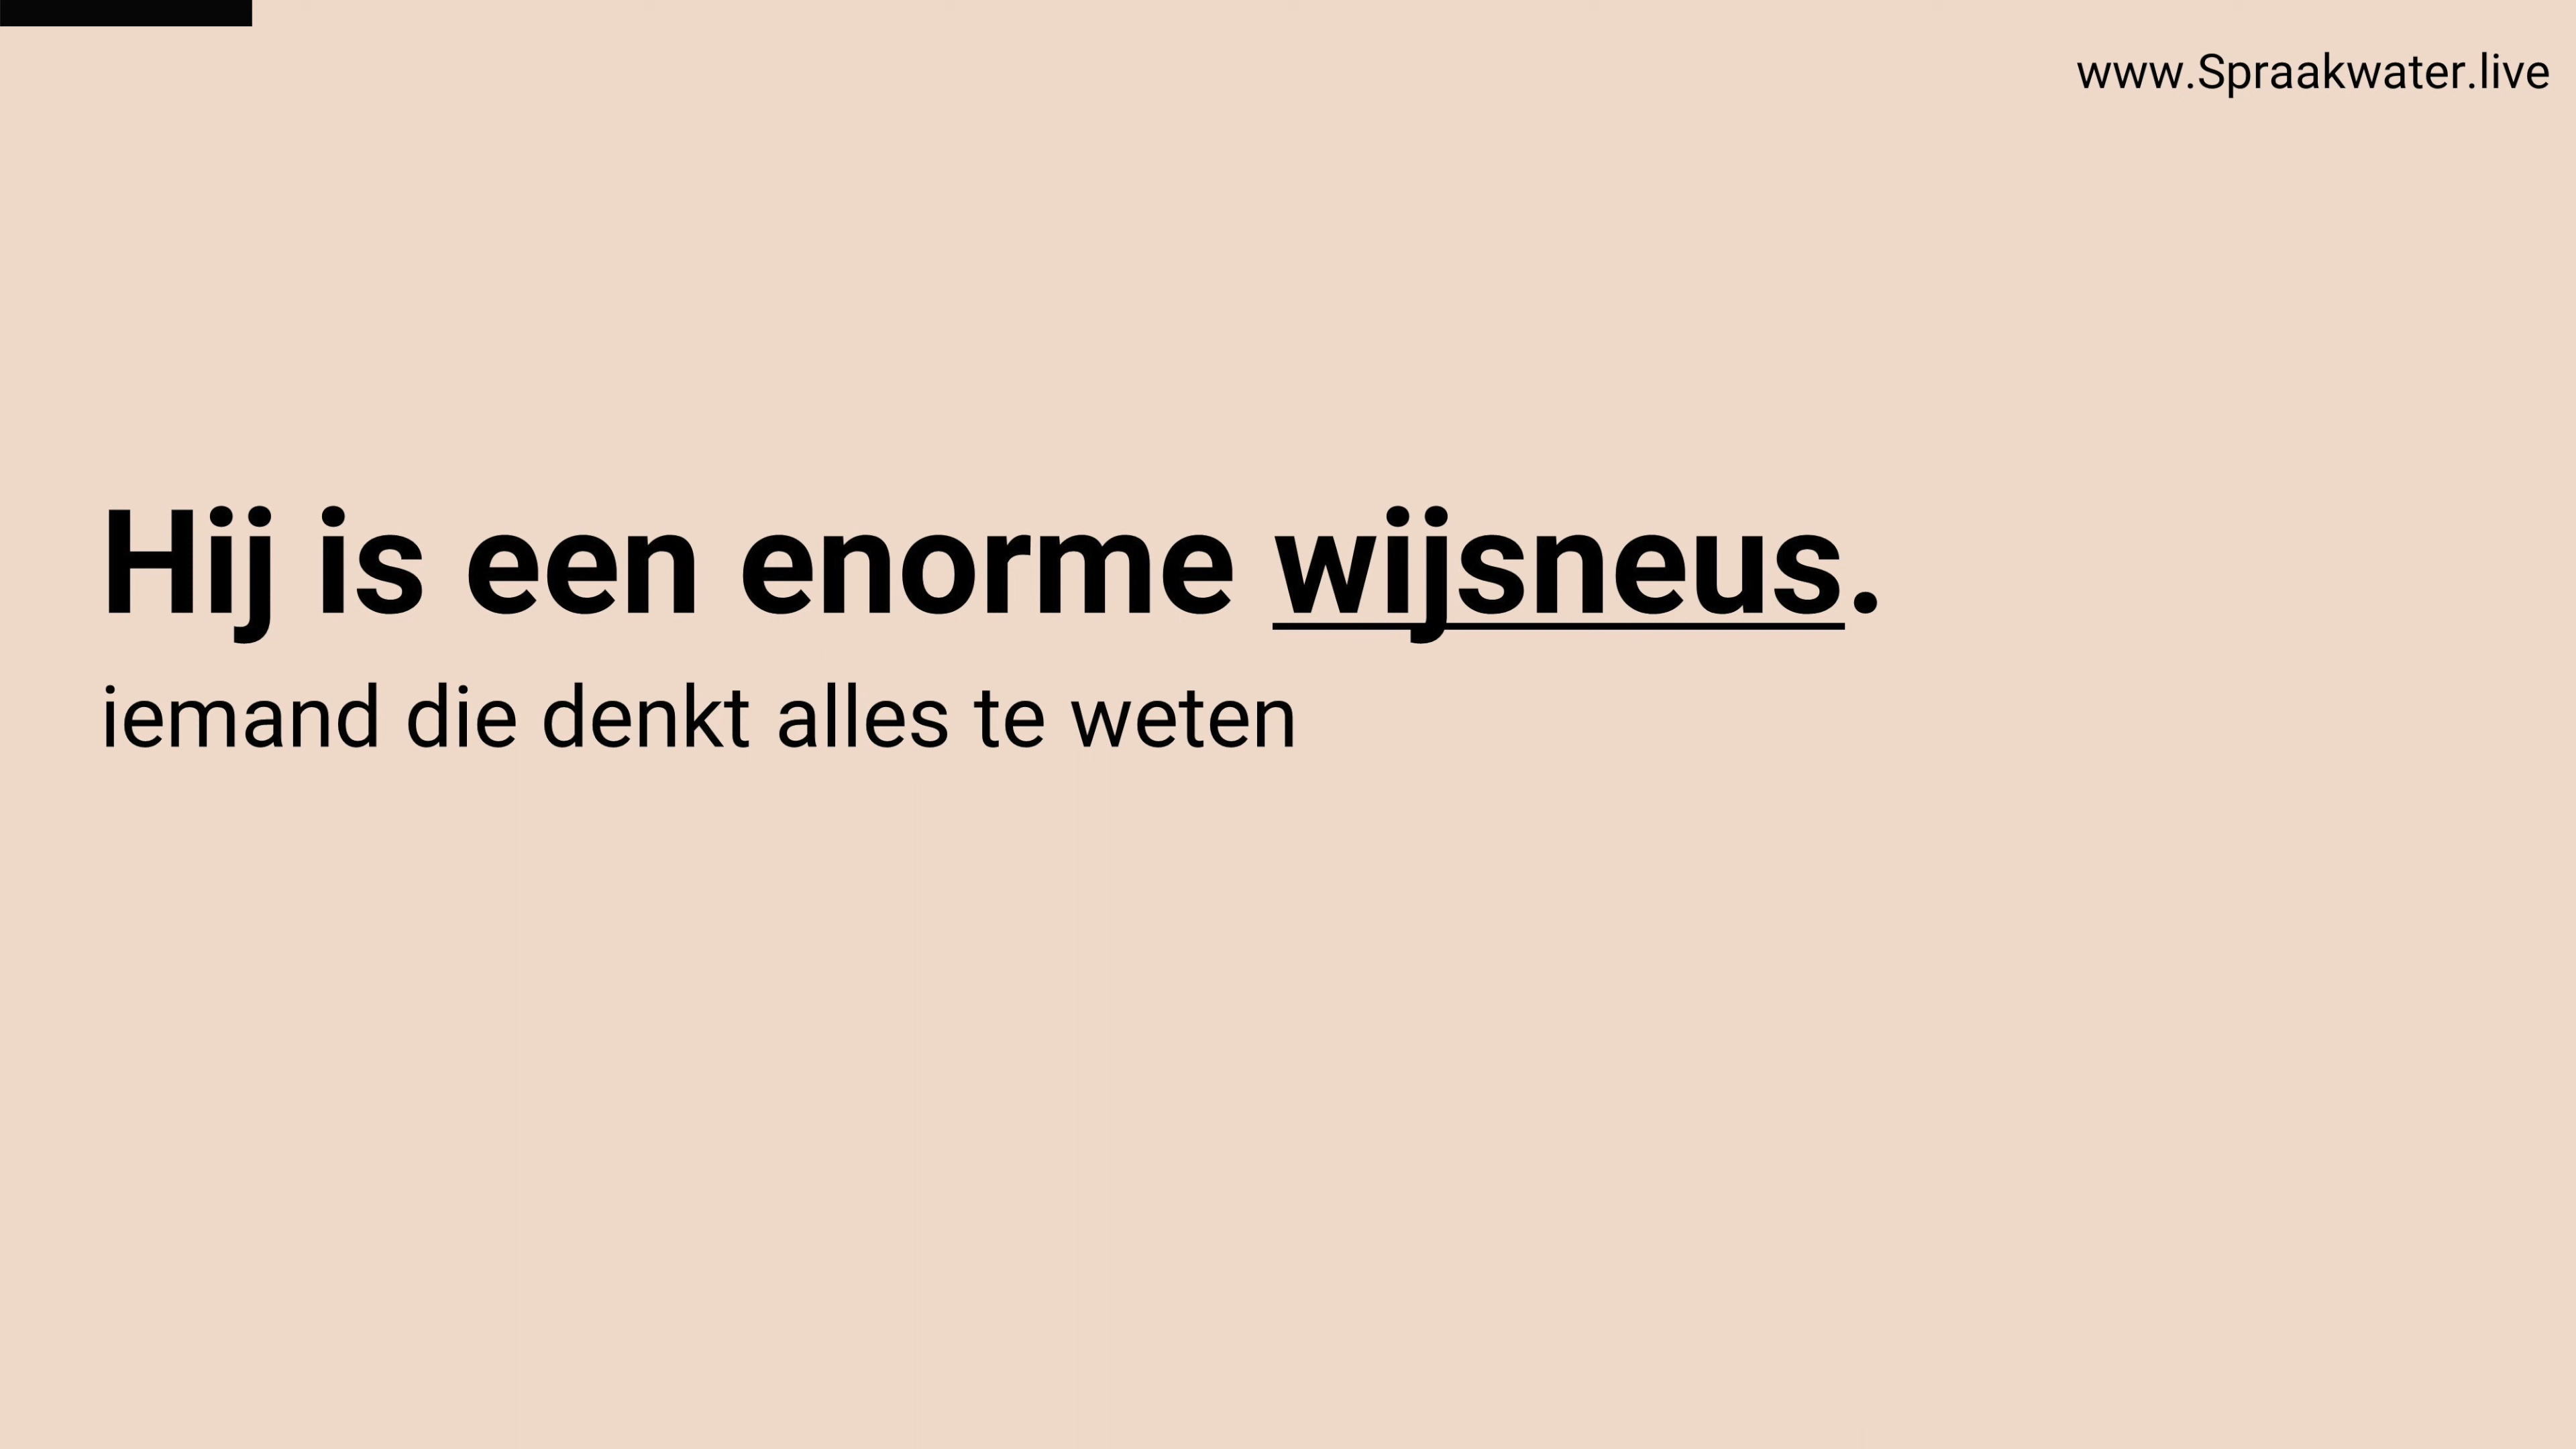 www.Spraakwater.live
Hij is een enorme wijsneus.
iemand die denkt alles te weten